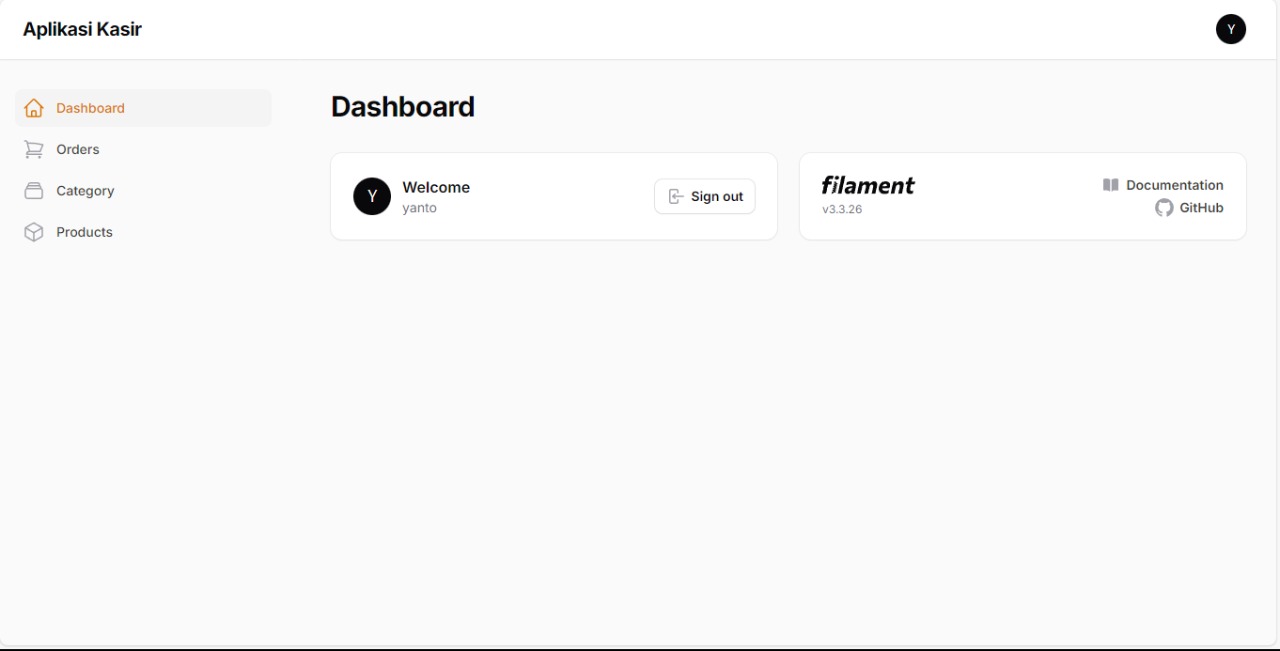 Aplikasi Kasir
Y
Dashboard
Orders
Category
Products
Dashboard
Y
Welcome
yanto
Sign out
filament
v3.3.26
Documentation
GitHub